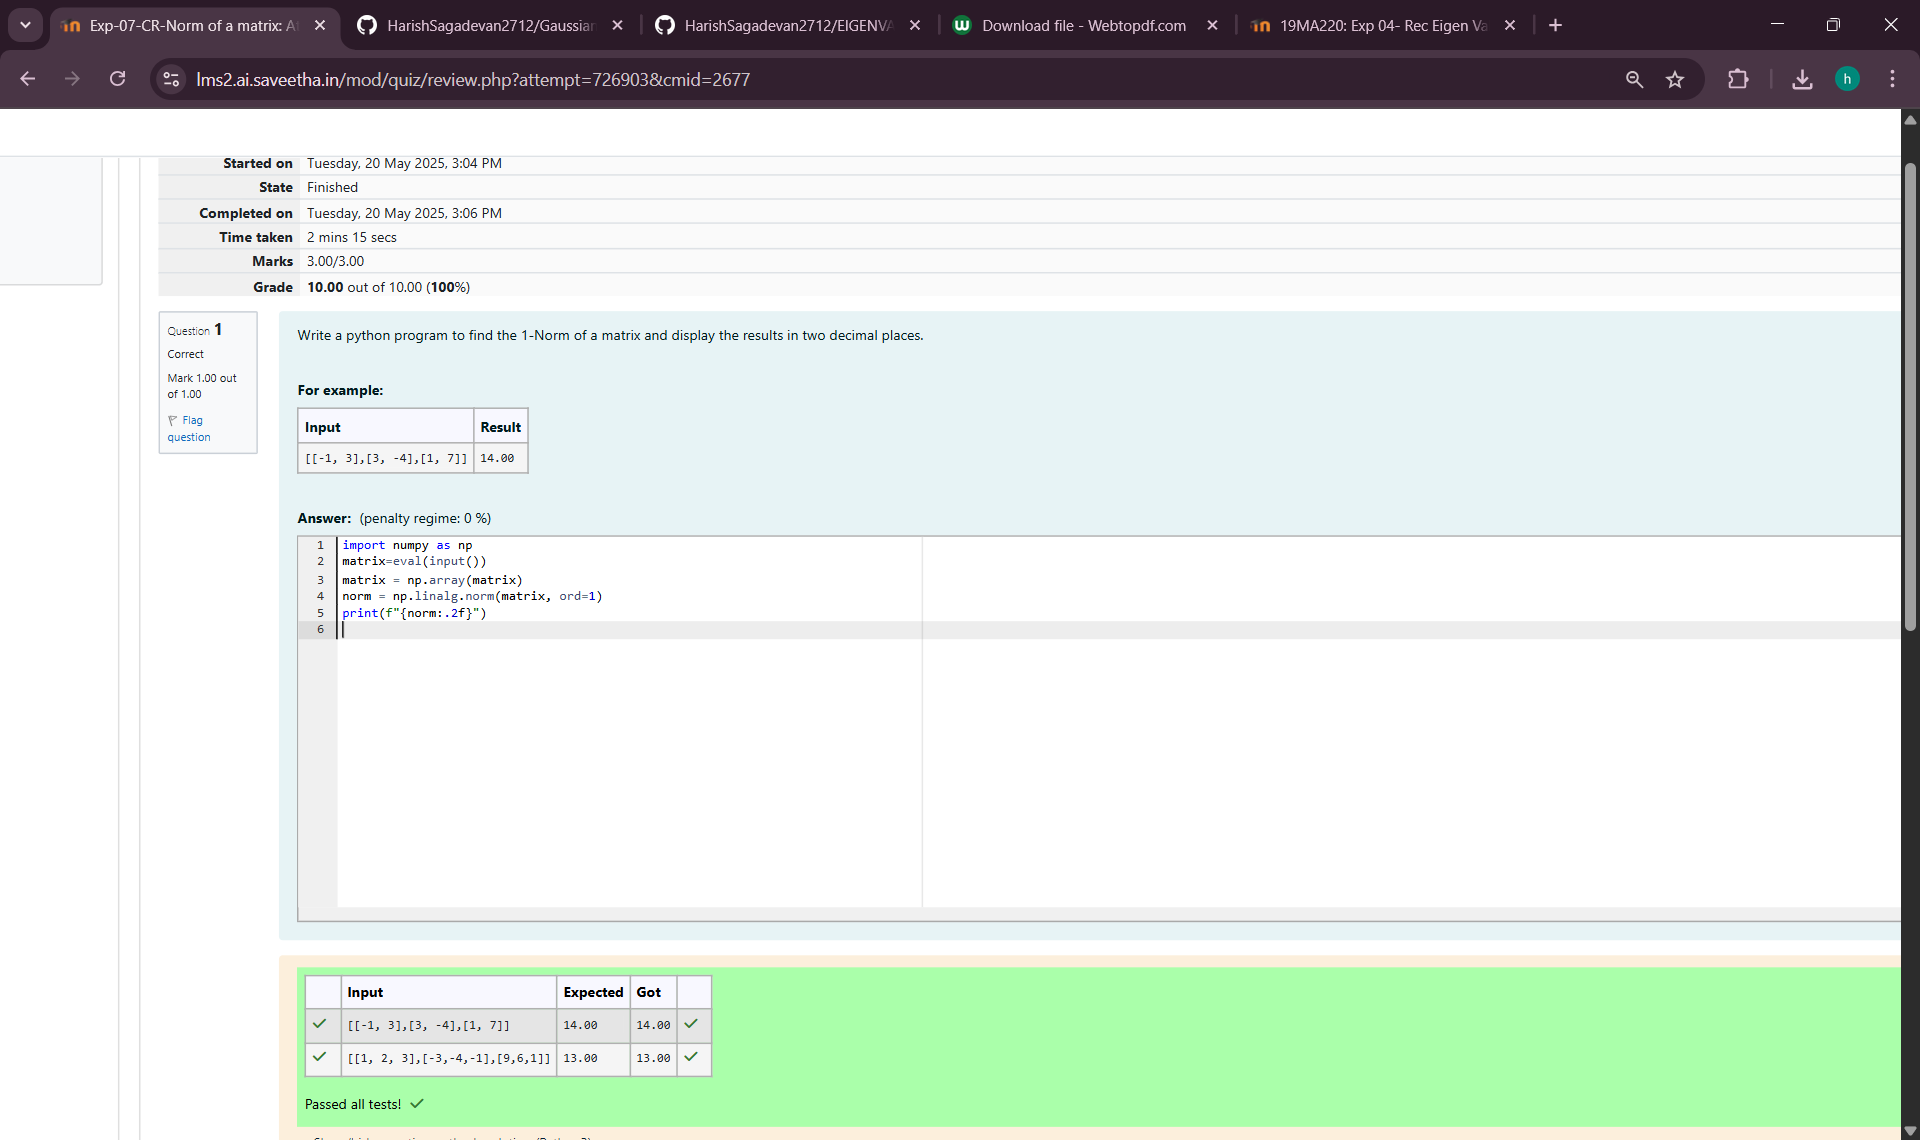 Exp-07-CR-Norm of a matrix: A
HarishSagadevan2712/Gaussian
HarishSagadevan2712/EIGENVA
Download file - Webtopdf.com
19MA220: Exp 04- Rec Eigen Va
lms2.ai.saveetha.in/mod/quiz/review.php?attempt=726903&cmid=2677
h
Started on Tuesday, 20 May 2025, 3:04 PM
State Finished
Completed on Tuesday, 20 May 2025, 3:06 PM
Time taken 2 mins 15 secs
Marks 3.00/3.00
Grade 10.00 out of 10.00 (100%)
Question 1
Correct
Mark 1.00 out
of 1.00
Flag
question
Write a python program to find the 1-Norm of a matrix and display the results in two decimal places.
For example:
Input Result
[[-1, 3],[3, -4],[1, 7]] 14.00
Answer: (penalty regime: 0 %)
1 import numpy as np
2 matrix=eval(input())
3 matrix = np.array(matrix)
4 norm = np.linalg.norm(matrix, ord=1)
5 print(f"{norm:.2f}")
6
Input Expected Got
[[-1, 3],[3, -4],[1, 7]] 14.00 14.00
[[1, 2, 3],[-3,-4,-1],[9,6,1]] 13.00 13.00
Passed all tests!